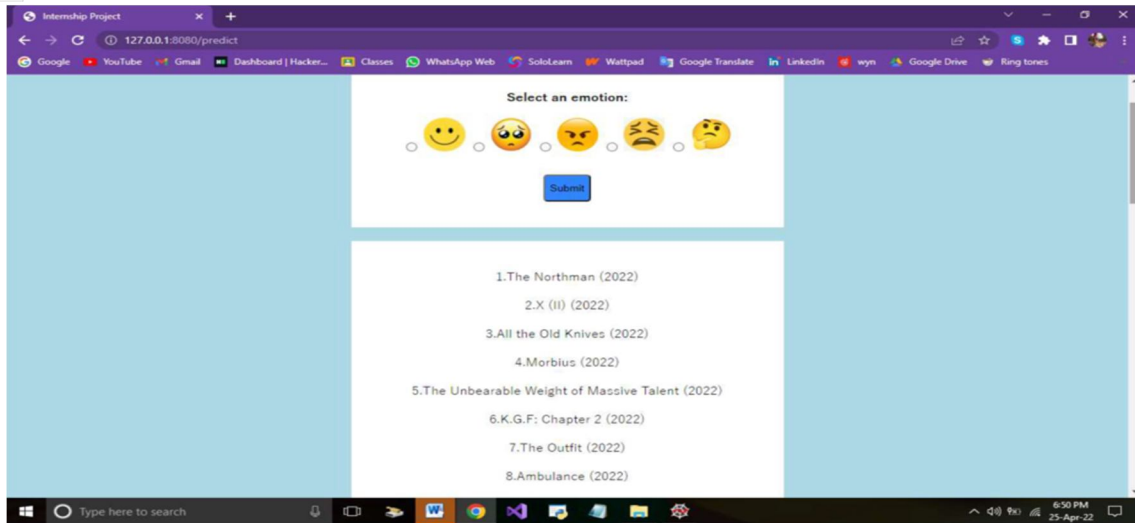 Internship Project
127.0.0.1:8080/predict
Google YouTube Gmail Dashboard | Hacker... Classes WhatsApp Web SoloLearn Wattpad Google Translate Linkedin wyn Google Drive Ring tones
Select an emotion:
Submit
1.The Northman (2022)
2.X (II) (2022)
3.All the Old Knives (2022)
4.Morbius (2022)
5.The Unbearable Weight of Massive Talent (2022)
6.K.G.F: Chapter 2 (2022)
7.The Outfit (2022)
8.Ambulance (2022)
Type here to search
6:50 PM
25-Apr-22